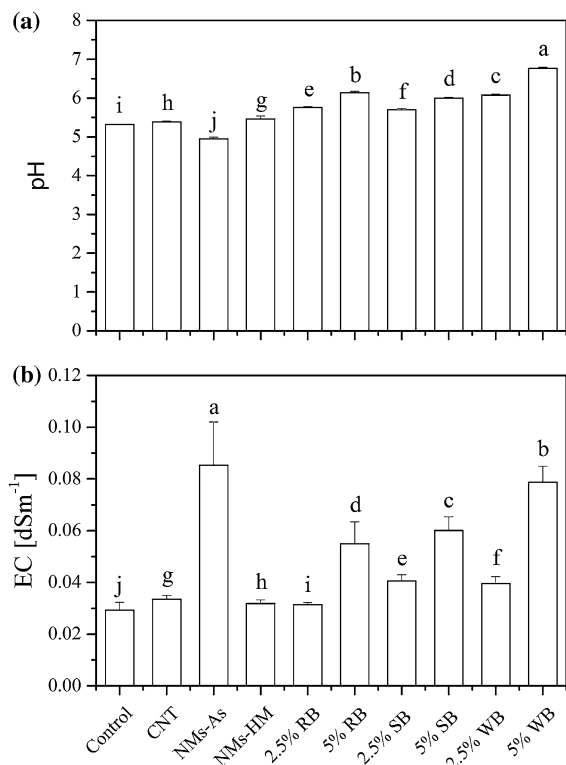 (a)
8
7
6
5
4
3
2
1
0
pH
i h j g e b f d c a
(b)
0.12
0.10
0.08
0.06
0.04
0.02
0.00
EC [dSm⁻¹]
j g a h i d e c f b
Control
CNT
NMs-As
NMs-HM
2.5% RB
5% RB
2.5% SB
5% SB
2.5% WB
5% WB